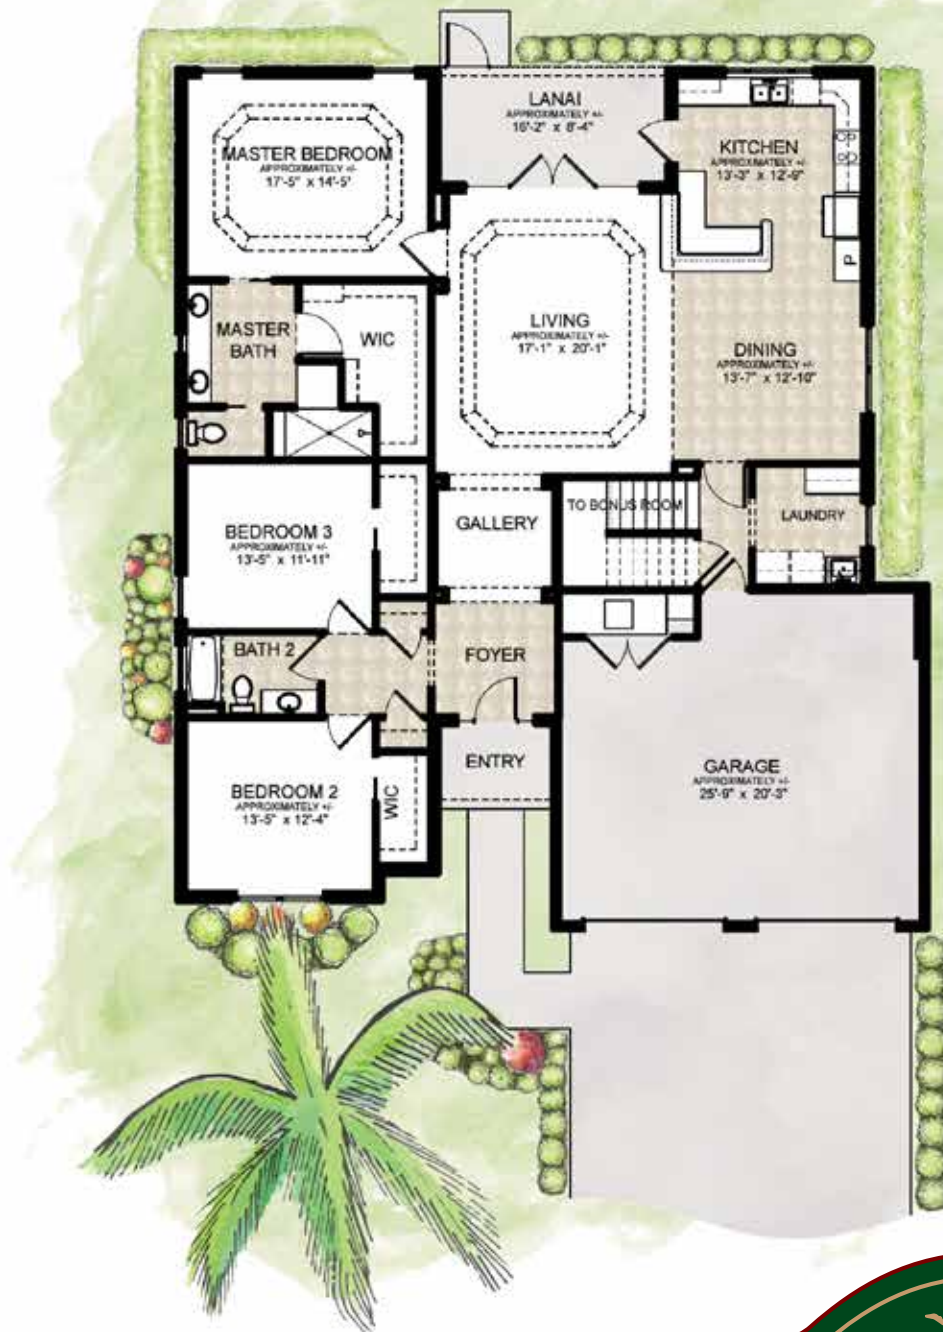 LANAI
APPROXIMATELY +/-
16'-2" x 8'-4"
KITCHEN
APPROXIMATELY +/-
13'-3" x 12'-9"
MASTER BEDROOM
APPROXIMATELY +/-
17'-5" x 14'-5"
P
MASTER
BATH
WIC
LIVING
APPROXIMATELY +/-
17'-1" x 20'-1"
DINING
APPROXIMATELY +/-
13'-7" x 12'-10"
BEDROOM 3
APPROXIMATELY +/-
13'-5" x 11'-11"
GALLERY
TO BONUS ROOM
LAUNDRY
BATH 2
FOYER
ENTRY
BEDROOM 2
APPROXIMATELY +/-
13'-5" x 12'-4"
WIC
GARAGE
APPROXIMATELY +/-
25'-9" x 20'-3"